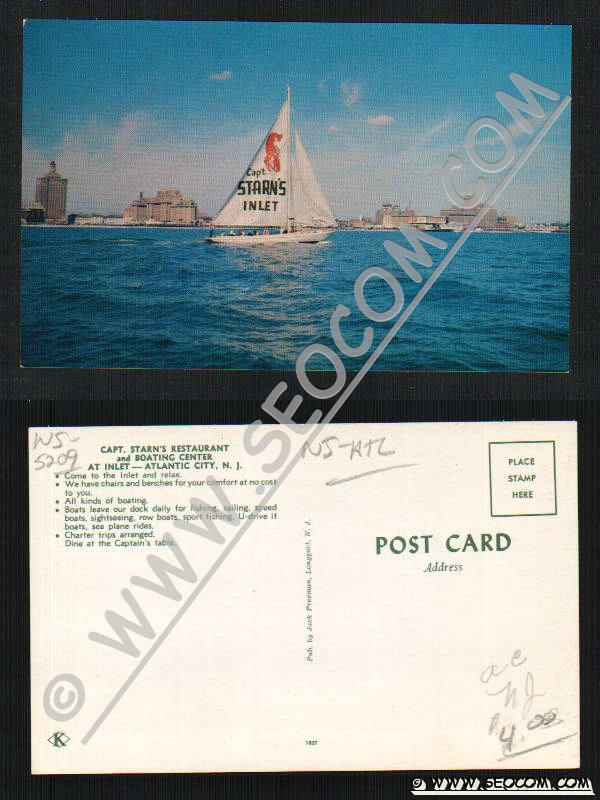 Capt.
STARN'S
INLET
© WWW.SEOCOM.COM
NJ-
5209
CAPT. STARN'S RESTAURANT
and BOATING CENTER
AT INLET — ATLANTIC CITY, N. J.
• Come to the Inlet and relax.
• We have chairs and benches for your comfort at no cost
to you.
• All kinds of boating.
• Boats leave our dock daily for fishing, sailing, speed
boats, sightseeing, row boats, sport fishing, U-drive it
boats, sea plane rides.
• Charter trips arranged.
Dine at the Captain's table.
NJ-ATL
PLACE
STAMP
HERE
POST CARD
Address
Pub. by Jack Freeman, Longport, N. J.
ac
NJ
4.00
K
1807
© WWW.SEOCOM.COM